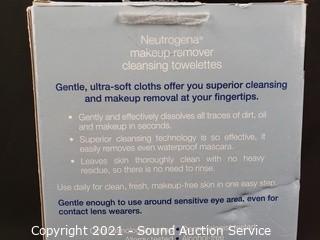 Neutrogena®
makeup remover
cleansing towelettes
Gentle, ultra-soft cloths offer you superior cleansing
and makeup removal at your fingertips.
• Gently and effectively dissolves all traces of dirt, oil
and makeup in seconds.
• Superior cleansing technology is so effective, it
easily removes even waterproof mascara.
• Leaves skin thoroughly clean with no heavy
residue, so there is no need to rinse.
Use daily for clean, fresh, makeup-free skin in one easy step.
Gentle enough to use around sensitive eye area, even for
contact lens wearers.
Copyright 2021 - Sound Auction Service